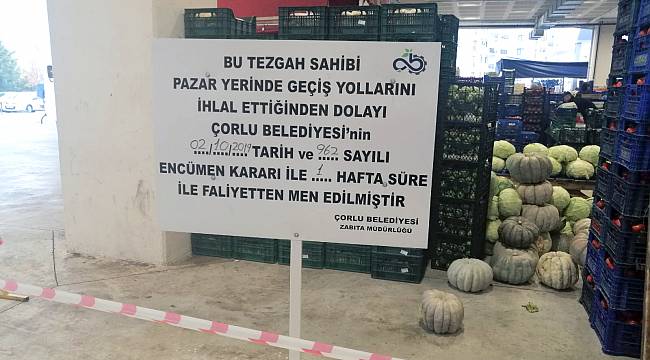 BU TEZGAH SAHİBİ
PAZAR YERİNDE GEÇİŞ YOLLARINI
İHLAL ETTİĞİNDEN DOLAYI
ÇORLU BELEDİYESİ'nin
02/10/2019 TARİH ve 962 SAYILI
ENCÜMEN KARARI İLE 1 HAFTA SÜRE
İLE FALİYETTEN MEN EDİLMİŞTİR
ÇORLU BELEDİYESİ
ZABITA MÜDÜRLÜĞÜ